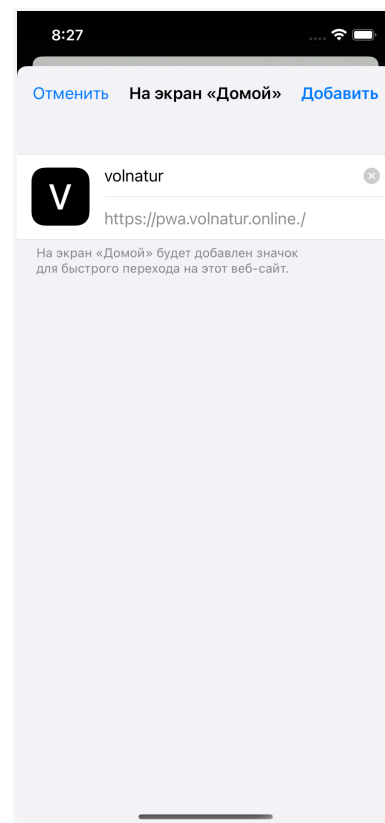 8:27
Отменить На экран «Домой» Добавить
V
volnatur
https://pwa.volnatur.online./
На экран «Домой» будет добавлен значок
для быстрого перехода на этот веб-сайт.